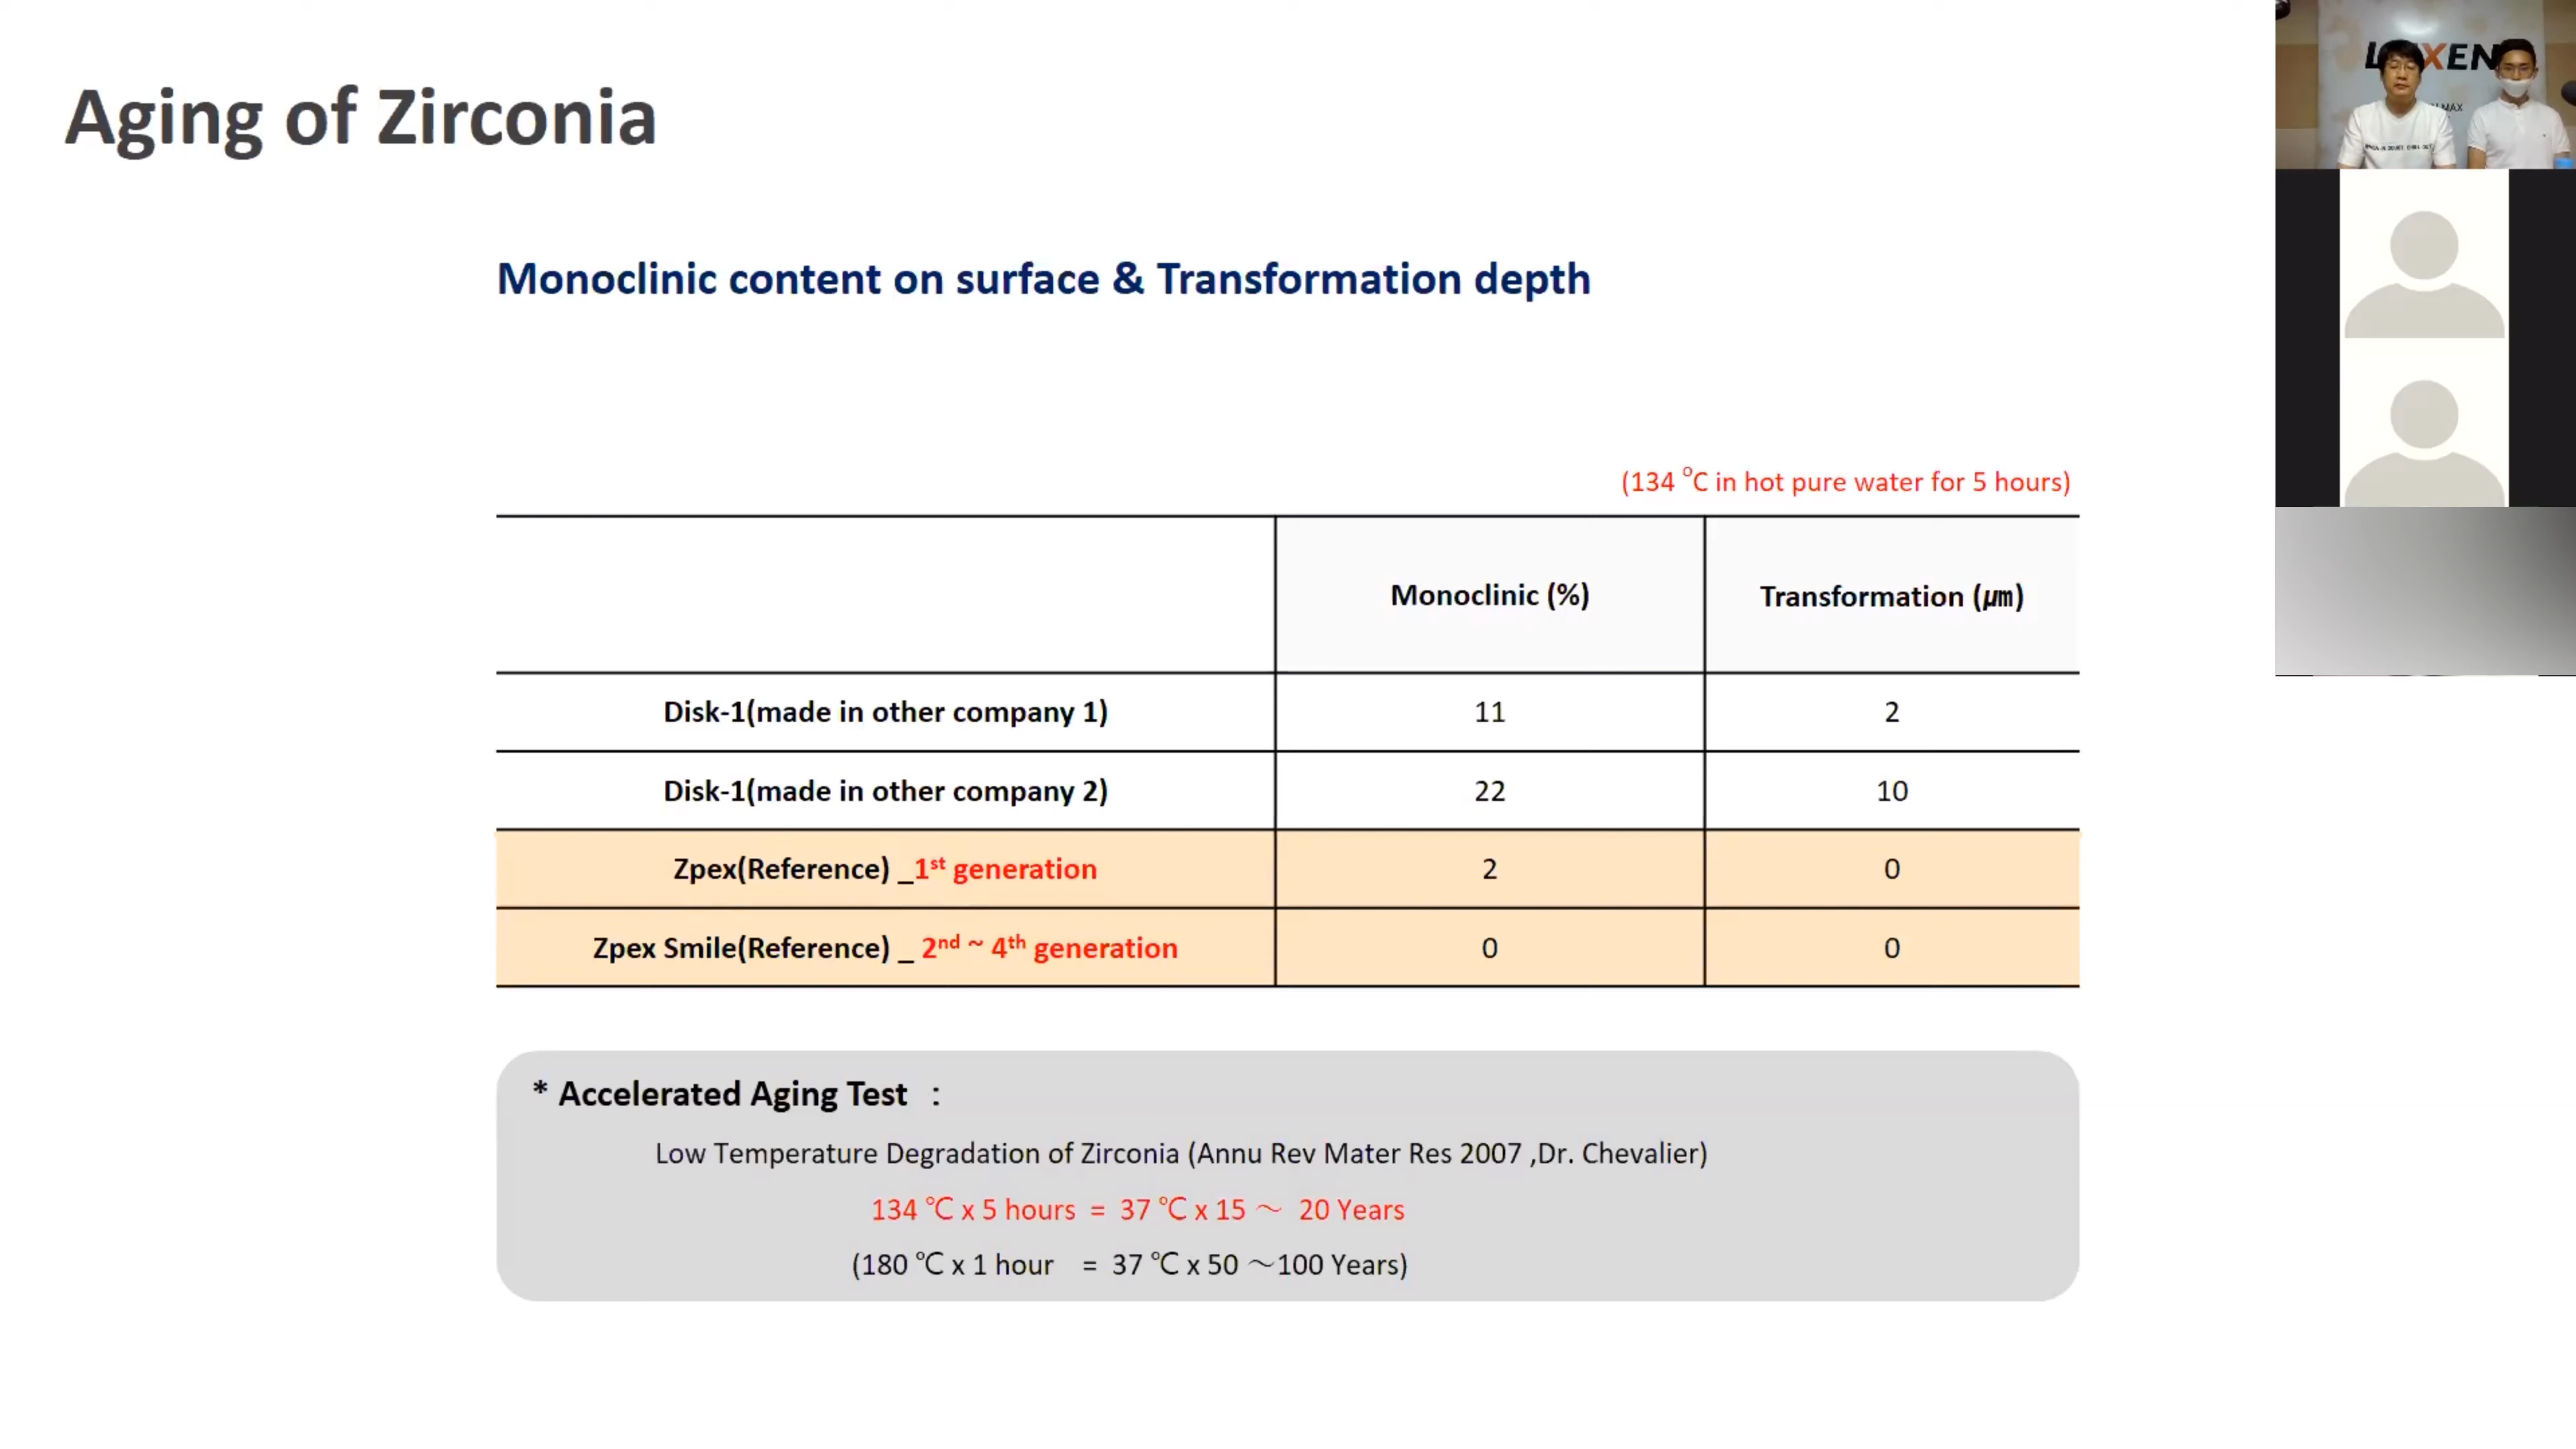 Aging of Zirconia
Monoclinic content on surface & Transformation depth
(134 °C in hot pure water for 5 hours)
Monoclinic (%) Transformation (㎛)
Disk-1(made in other company 1) 11 2
Disk-1(made in other company 2) 22 10
Zpex(Reference) _1st generation 2 0
Zpex Smile(Reference) _ 2nd ~ 4th generation 0 0
* Accelerated Aging Test :
Low Temperature Degradation of Zirconia (Annu Rev Mater Res 2007 ,Dr. Chevalier)
134 ℃ x 5 hours = 37 ℃ x 15 ～ 20 Years
(180 ℃ x 1 hour = 37 ℃ x 50 ～100 Years)
MAX